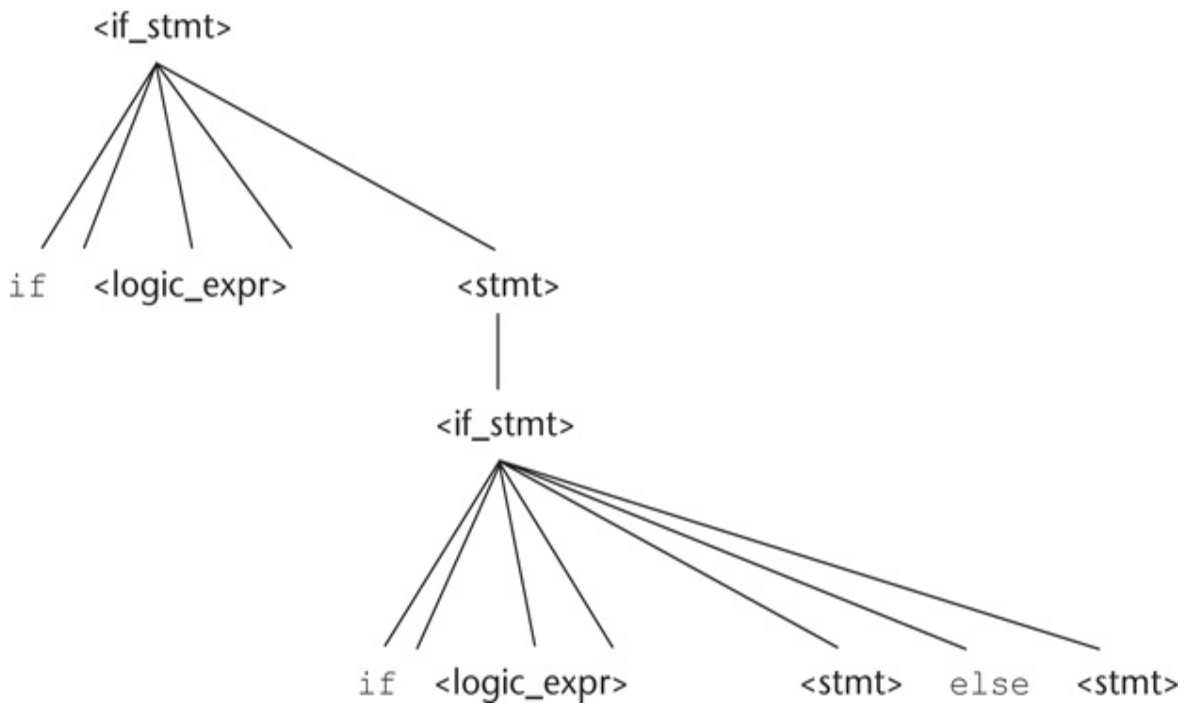 <if_stmt>
if <logic_expr> <stmt>
<if_stmt>
if <logic_expr> <stmt> else <stmt>